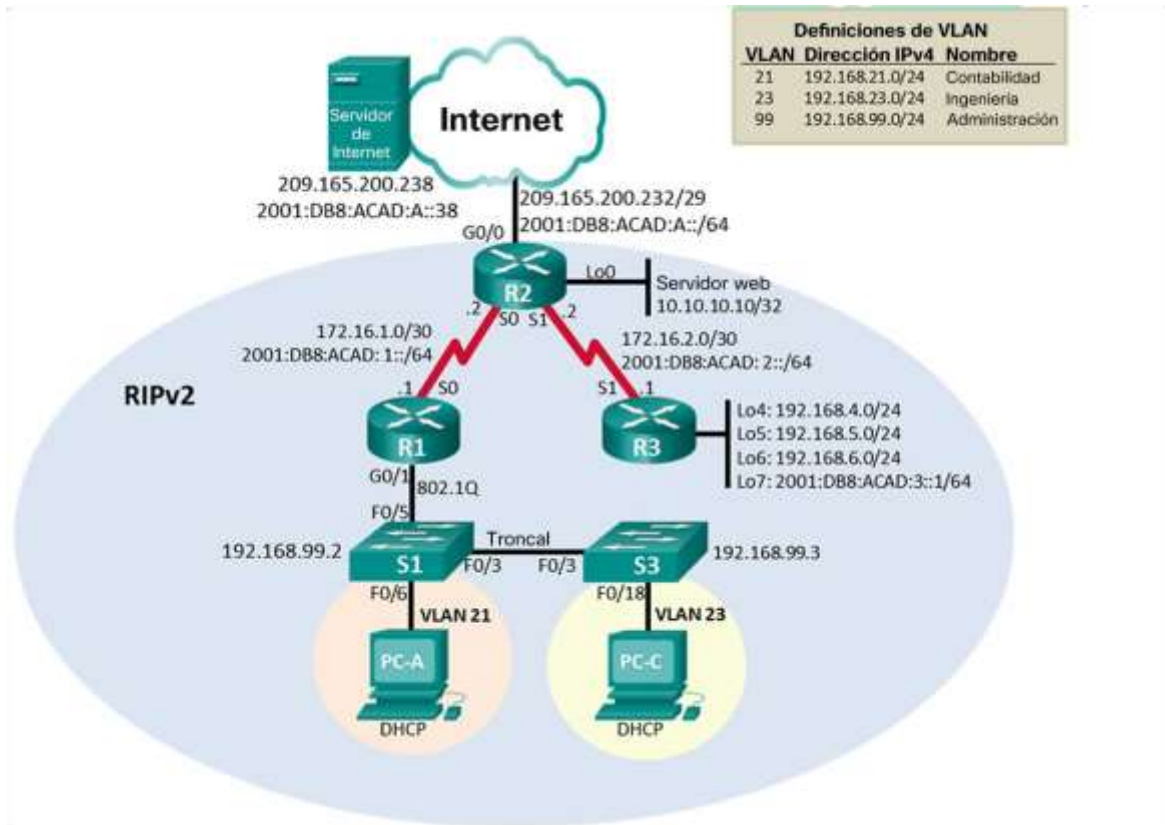 Definiciones de VLAN
VLAN Dirección IPv4 Nombre
21 192.168.21.0/24 Contabilidad
23 192.168.23.0/24 Ingeniería
99 192.168.99.0/24 Administración
Servidor
de
Internet
Internet
209.165.200.238
2001:DB8:ACAD:A::38
209.165.200.232/29
2001:DB8:ACAD:A::/64
G0/0
R2
Lo0
Servidor web
10.10.10.10/32
.2 S0 S1 .2
172.16.1.0/30
2001:DB8:ACAD: 1::/64
172.16.2.0/30
2001:DB8:ACAD: 2::/64
RIPv2
.1 S0
S1 .1
R1
R3
Lo4: 192.168.4.0/24
Lo5: 192.168.5.0/24
Lo6: 192.168.6.0/24
Lo7: 2001:DB8:ACAD:3::1/64
G0/1
802.1Q
F0/5
192.168.99.2
S1
Troncal
F0/3 F0/3
S3
192.168.99.3
F0/6
VLAN 21
F0/18
VLAN 23
PC-A
DHCP
PC-C
DHCP